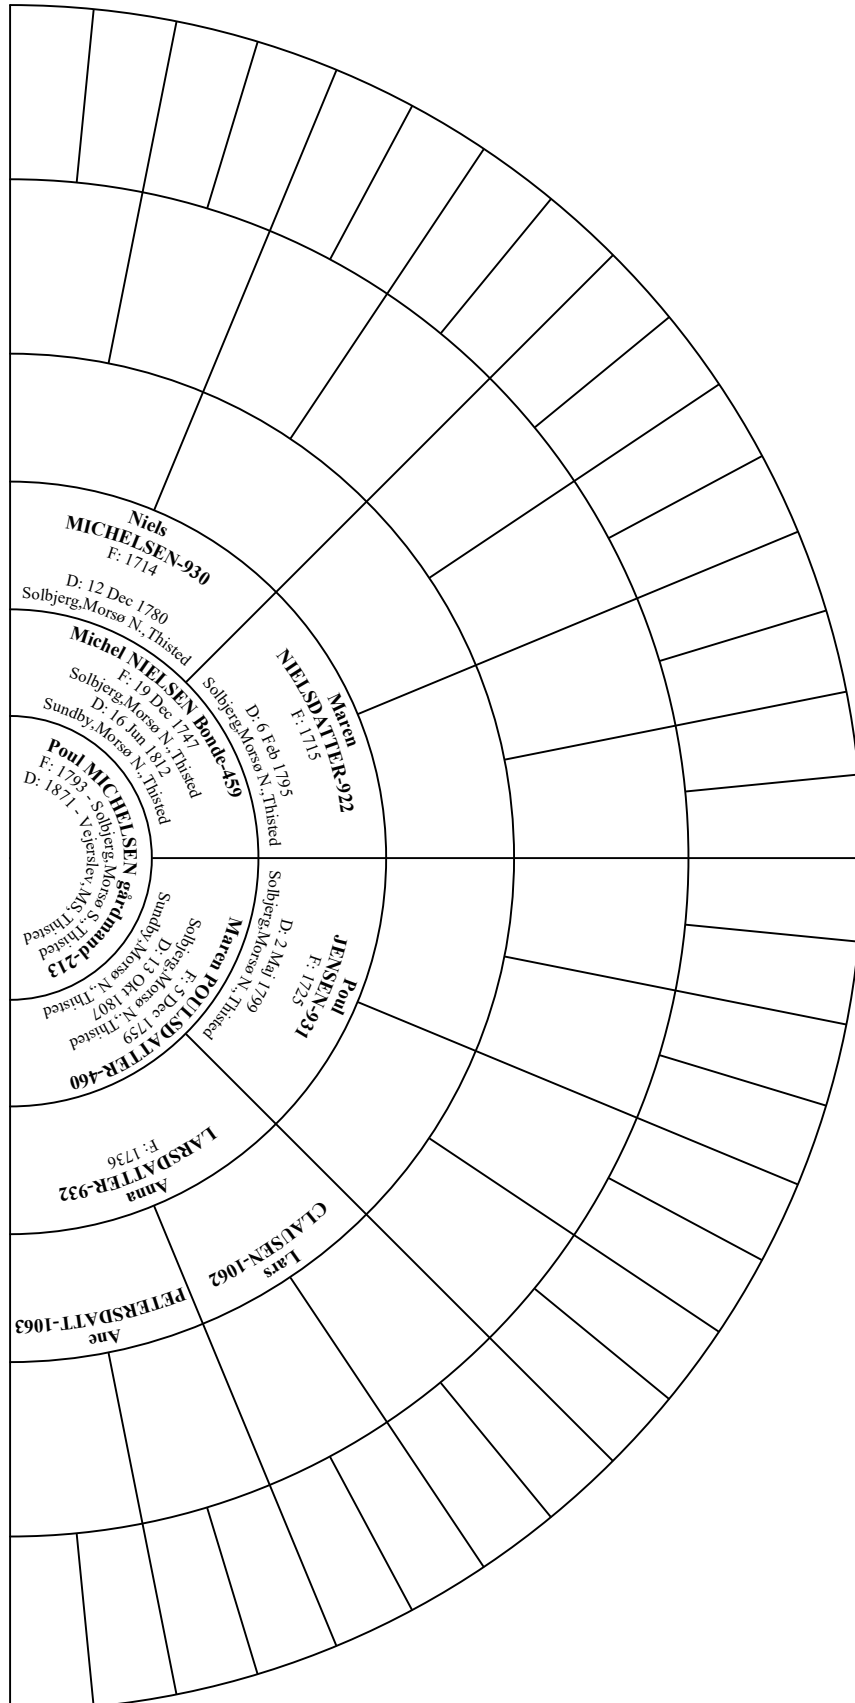 Niels
MICHELSEN-930
F: 1714
D: 12 Dec 1780
Solbjerg,Morsø N.,Thisted
Michel NIELSEN Bonde-459
F: 19 Dec 1747
Solbjerg,Morsø N.,Thisted
D: 16 Jun 1812
Sundby,Morsø N.,Thisted
Maren
NIELSDATTER-922
F: 1715
D: 6 Feb 1795
Solbjerg,Morsø N.,Thisted
Poul MICHELSEN gårdmand-213
F: 1793 - Solbjerg,Morsø S.,Thisted
D: 1871 - Vejerslev,MS,Thisted
Poul
JENSEN-931
F: 1725
D: 2 Maj 1799
Solbjerg,Morsø N.,Thisted
Maren POULSDATTER-460
F: 5 Dec 1759
Solbjerg,Morsø N.,Thisted
D: 13 Okt 1807
Sundby,Morsø N.,Thisted
Anna
LARSDATTER-932
F: 1736
Lars
CLAUSEN-1062
Ane
PETERSDATT-1063